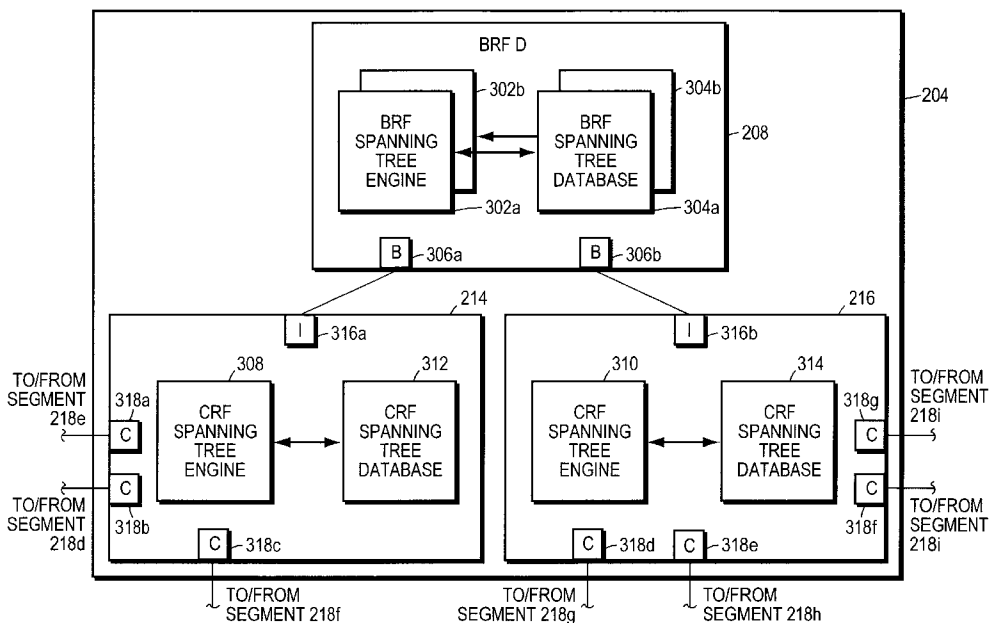 BRF D
204
302b
304b
208
BRF
SPANNING
TREE
ENGINE
BRF
SPANNING
TREE
DATABASE
302a
304a
B
306a
B
306b
214
216
I
316a
I
316b
308
312
310
314
TO/FROM
SEGMENT
218e
318a
C
CRF
SPANNING
TREE
ENGINE
CRF
SPANNING
TREE
DATABASE
CRF
SPANNING
TREE
ENGINE
CRF
SPANNING
TREE
DATABASE
318g
C
TO/FROM
SEGMENT
218i
TO/FROM
SEGMENT
218d
C
318b
C
318f
TO/FROM
SEGMENT
218i
C
318c
C
318d
C
318e
TO/FROM
SEGMENT 218f
TO/FROM
SEGMENT 218g
TO/FROM
SEGMENT 218h